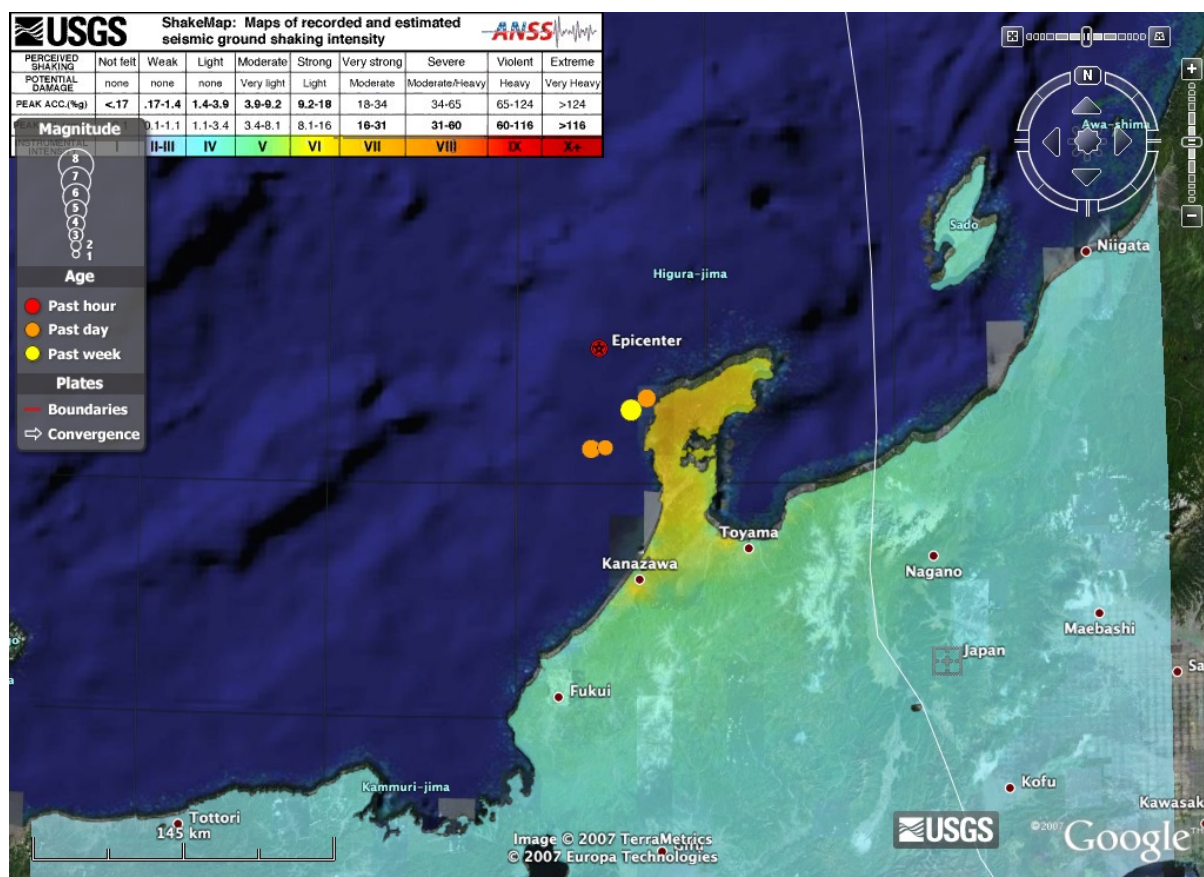 USGS
ShakeMap: Maps of recorded and estimated
seismic ground shaking intensity
ANSS
PERCEIVED SHAKING Not felt Weak Light Moderate Strong Very strong Severe Violent Extreme
POTENTIAL DAMAGE none none none Very light Light Moderate Moderate/Heavy Heavy Very Heavy
PEAK ACC.(%g) <.17 .17-1.4 1.4-3.9 3.9-9.2 9.2-18 18-34 34-65 65-124 >124
0.1-1.1 1.1-3.4 3.4-8.1 8.1-16 16-31 31-60 60-116 >116
I II-III IV V VI VII VIII IX X+
Magnitude
8
7
6
5
4
3
2
1
Age
Past hour
Past day
Past week
Plates
Boundaries
Convergence
N
Awa-shima
Sado
Niigata
Higura-jima
Epicenter
Toyama
Kanazawa
Nagano
Maebashi
Japan
Sa
Fukui
Kofu
Kammuri-jima
Kawasak
Tottori
145 km
Image © 2007 TerraMetrics
© 2007 Europa Technologies
USGS
©2007 Google